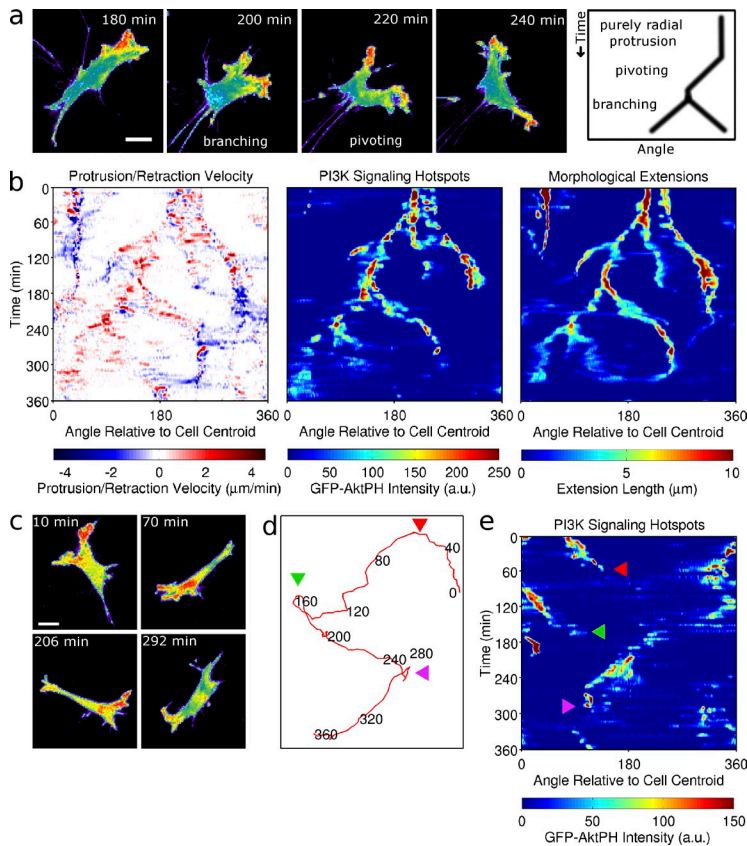 a
180 min
200 min
220 min
240 min
branching
pivoting
Time
purely radial
protrusion
pivoting
branching
Angle
b
Protrusion/Retraction Velocity
PI3K Signaling Hotspots
Morphological Extensions
Time (min)
0
60
120
180
240
300
360
0 180 360
0 180 360
0 180 360
Angle Relative to Cell Centroid
Angle Relative to Cell Centroid
Angle Relative to Cell Centroid
-4 -2 0 2 4
0 50 100 150 200 250
0 5 10
Protrusion/Retraction Velocity (μm/min)
GFP-AktPH Intensity (a.u.)
Extension Length (μm)
c
10 min
70 min
206 min
292 min
d
40
0
80
120
160
200
240
280
320
360
e
PI3K Signaling Hotspots
Time (min)
0
60
120
180
240
300
360
0 180 360
Angle Relative to Cell Centroid
0 50 100 150
GFP-AktPH Intensity (a.u.)